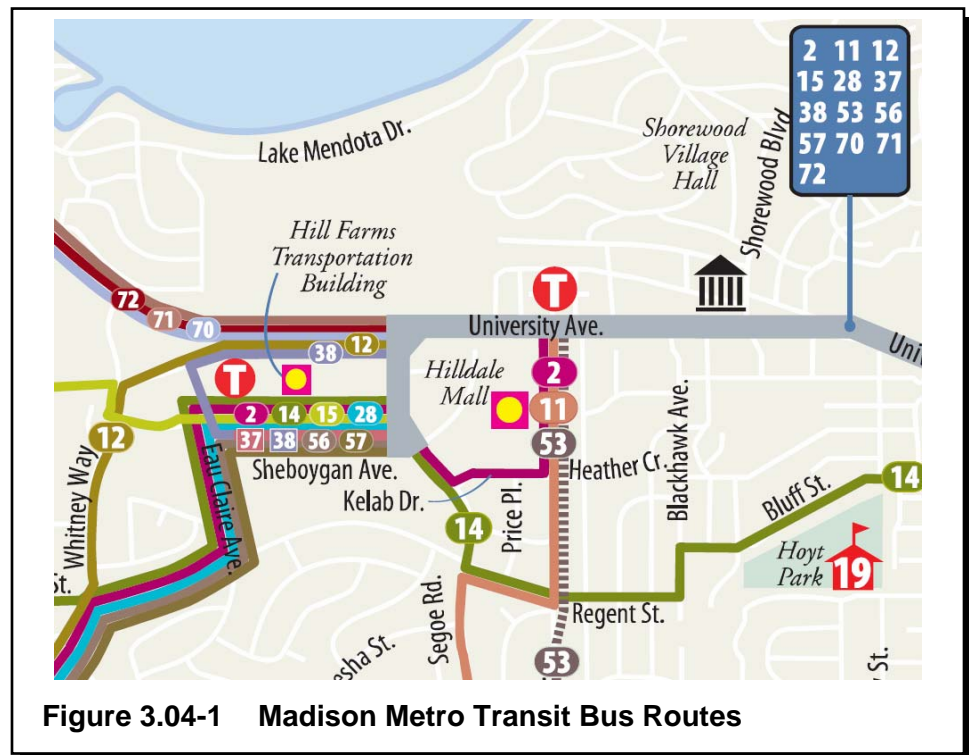 2 11 12
15 28 37
38 53 56
57 70 71
72
Shorewood
Village
Hall
Shorewood Blvd
Lake Mendota Dr.
Hill Farms
Transportation
Building
72
71
70
12
38
T
T
University Ave.
Hilldale
Mall
2
11
53
2 14 15 28
37 38 56 57
Sheboygan Ave.
Kelab Dr.
Heather Cr.
12
Whitney Way
Eau Claire Ave.
14
Price Pl.
Blackhawk Ave.
Bluff St.
14
Hoyt
Park
19
Segoe Rd.
Regent St.
53
St.
St.
Figure 3.04-1 Madison Metro Transit Bus Routes